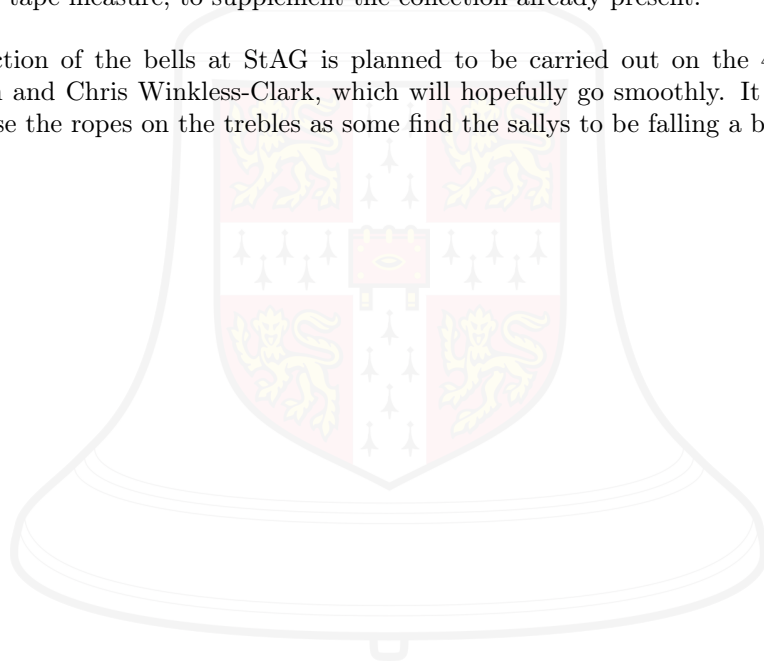 tape measure, to supplement the collection already present.
ction of the bells at StAG is planned to be carried out on the
and Chris Winkless-Clark, which will hopefully go smoothly. It
se the ropes on the trebles as some find the sallys to be falling a b